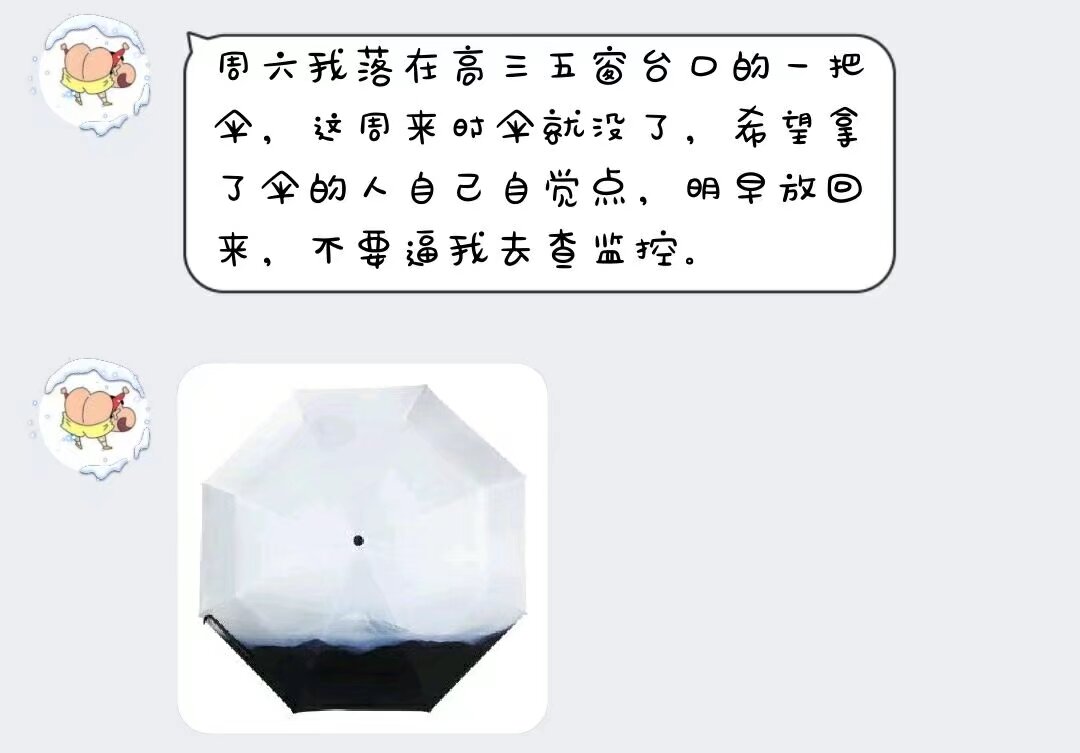 周六我落在高三五窗台口的一把
伞，这周来时伞就没了，希望拿
了伞的人自己自觉点，明早放回
来，不要逼我去查监控。